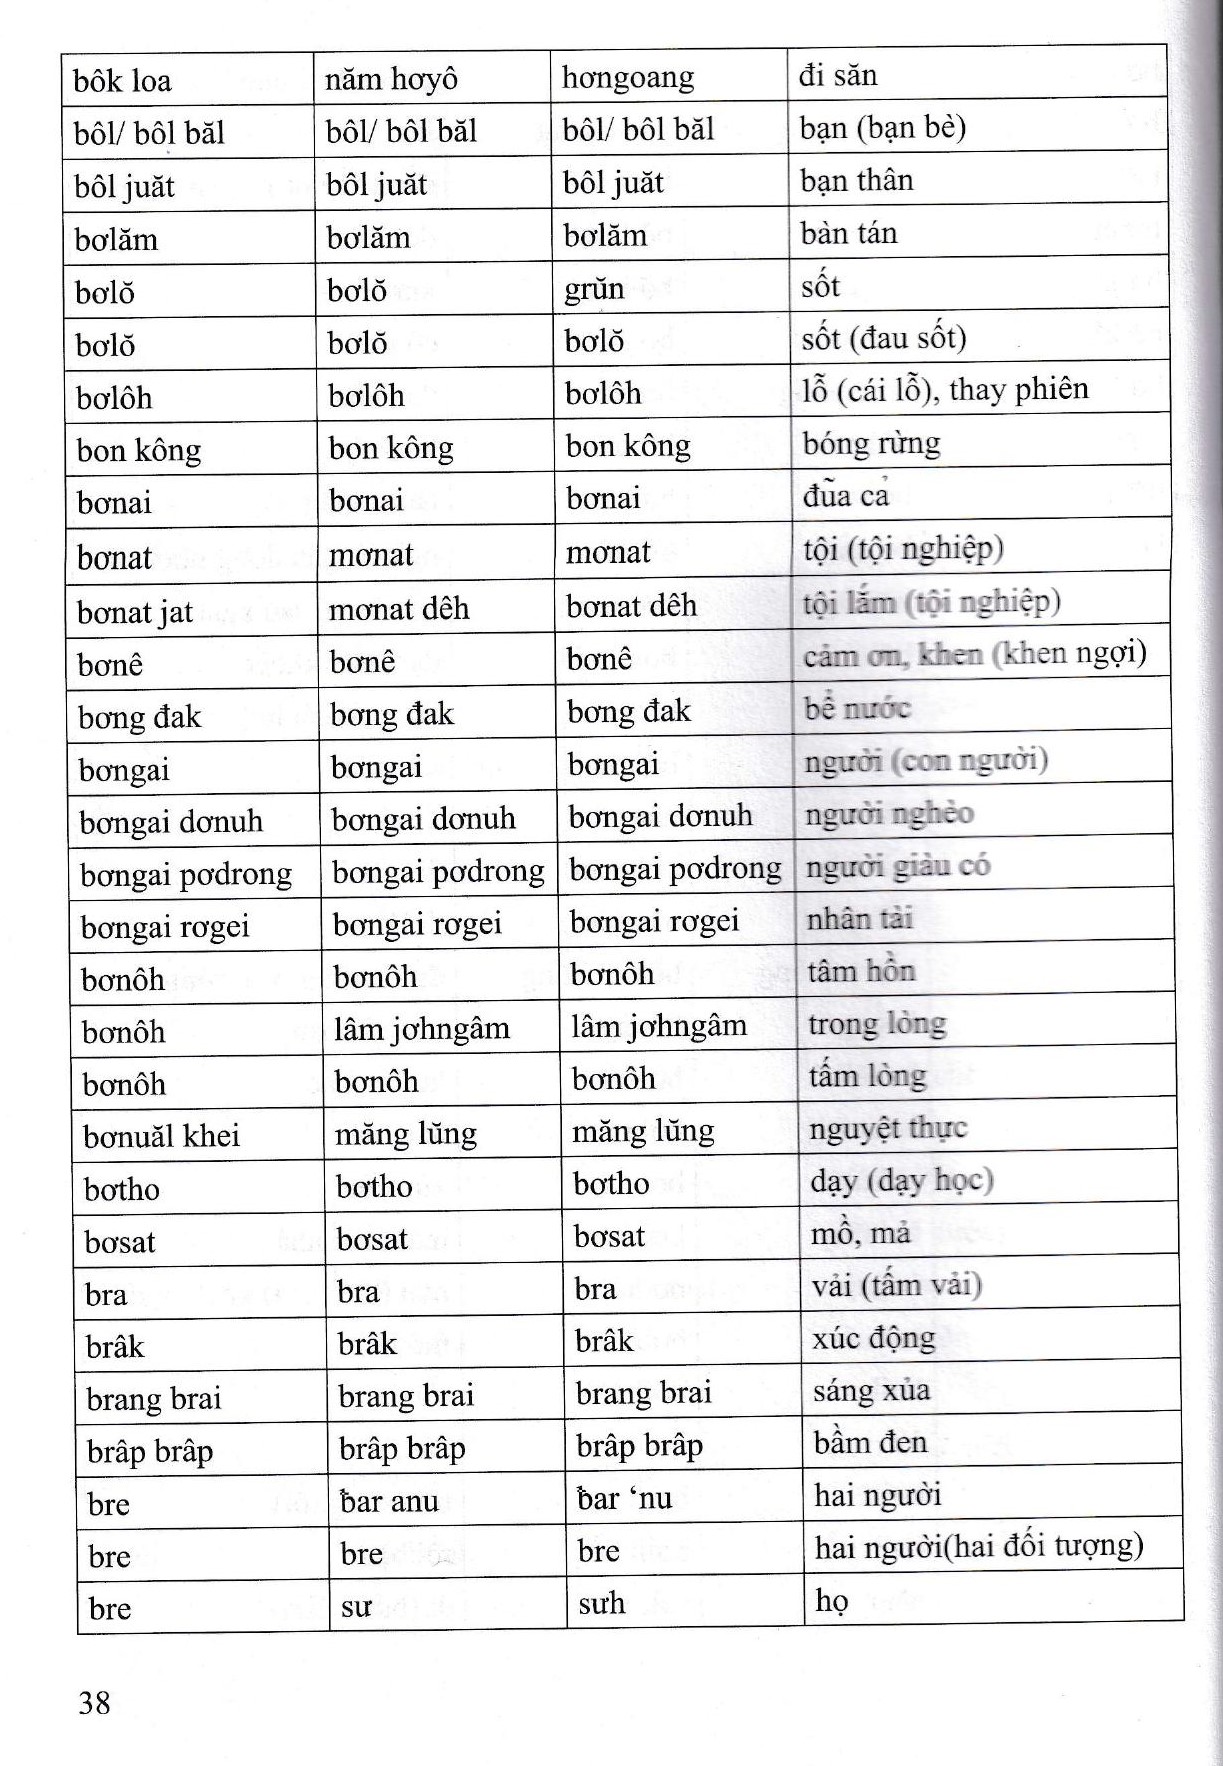 bôk loa năm hơyô hơngoang đi săn
bôl/ bôl băl bôl/ bôl băl bôl/ bôl băl bạn (bạn bè)
bôl juăt bôl juăt bôl juăt bạn thân
bơlăm bơlăm bơlăm bàn tán
bơlŏ bơlŏ grŭn sốt
bơlŏ bơlŏ bơlŏ sốt (đau sốt)
bơlôh bơlôh bơlôh lỗ (cái lỗ), thay phiên
bon kông bon kông bon kông bóng rừng
bơnai bơnai bơnai đũa cả
bơnat mơnat mơnat tội (tội nghiệp)
bơnat jat mơnat dêh bơnat dêh tội lắm (tội nghiệp)
bơnê bơnê bơnê cảm ơn, khen (khen ngợi)
bơng đak bơng đak bơng đak bể nước
bơngai bơngai bơngai người (con người)
bơngai dơnuh bơngai dơnuh bơngai dơnuh người nghèo
bơngai pơdrong bơngai pơdrong bơngai pơdrong người giàu có
bơngai rơgei bơngai rơgei bơngai rơgei nhân tài
bơnôh bơnôh bơnôh tâm hồn
bơnôh lâm jơhngâm lâm jơhngâm trong lòng
bơnôh bơnôh bơnôh tấm lòng
bơnuăl khei măng lŭng măng lŭng nguyệt thực
bơtho bơtho bơtho dạy (dạy học)
bơsat bơsat bơsat mồ, mả
bra bra bra vải (tấm vải)
brâk brâk brâk xúc động
brang brai brang brai brang brai sáng xủa
brâp brâp brâp brâp brâp brâp bầm đen
bre ƀar anu ƀar ‘nu hai người
bre bre bre hai người(hai đối tượng)
bre sư sưh họ
38